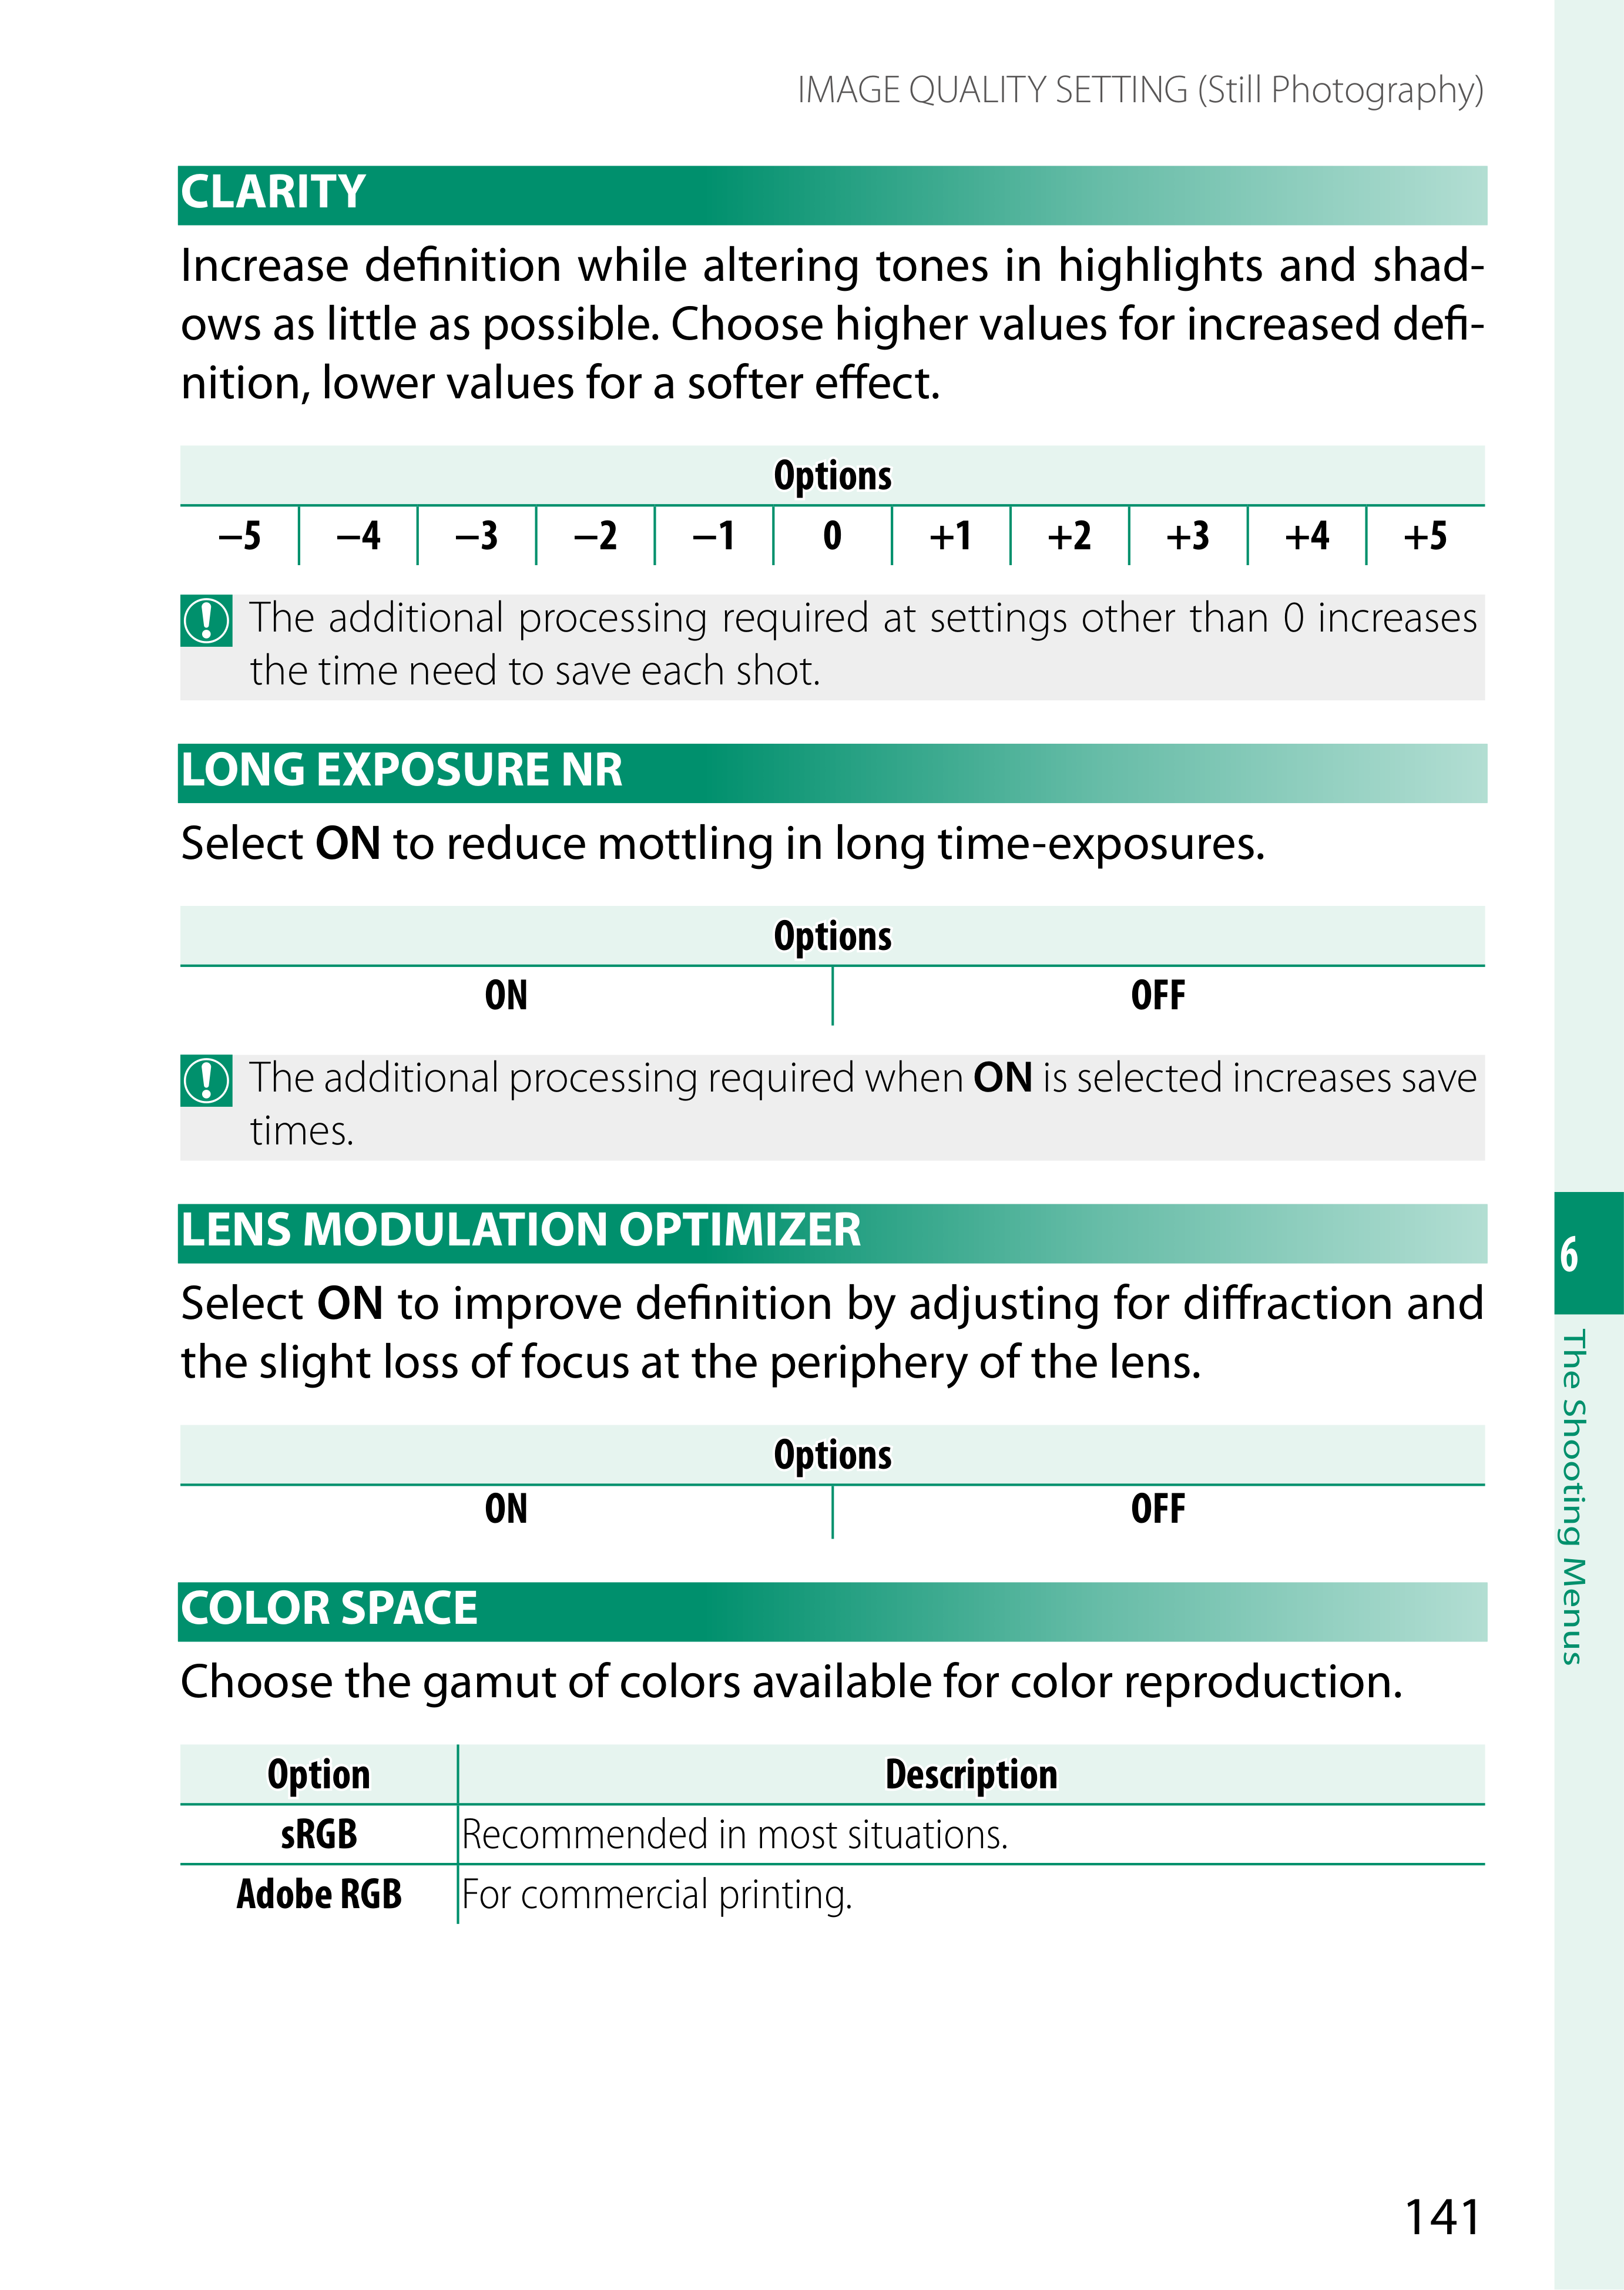 IMAGE QUALITY SETTING (Still Photography)
CLARITY
Increase definition while altering tones in highlights and shad-
ows as little as possible. Choose higher values for increased defi-
nition, lower values for a softer effect.
Options
−5 −4 −3 −2 −1 0 +1 +2 +3 +4 +5
The additional processing required at settings other than 0 increases
the time need to save each shot.
LONG EXPOSURE NR
Select ON to reduce mottling in long time-exposures.
Options
ON OFF
The additional processing required when ON is selected increases save
times.
LENS MODULATION OPTIMIZER
Select ON to improve definition by adjusting for diffraction and
the slight loss of focus at the periphery of the lens.
Options
ON OFF
COLOR SPACE
Choose the gamut of colors available for color reproduction.
Option Description
sRGB Recommended in most situations.
Adobe RGB For commercial printing.
6
The Shooting Menus
141